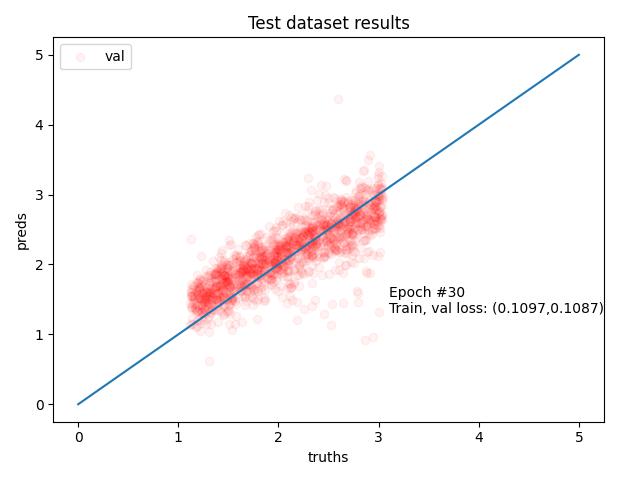 Test dataset results
val
5
4
3
2
1
0
preds
Epoch #30
Train, val loss: (0.1097,0.1087)
0 1 2 3 4 5
truths